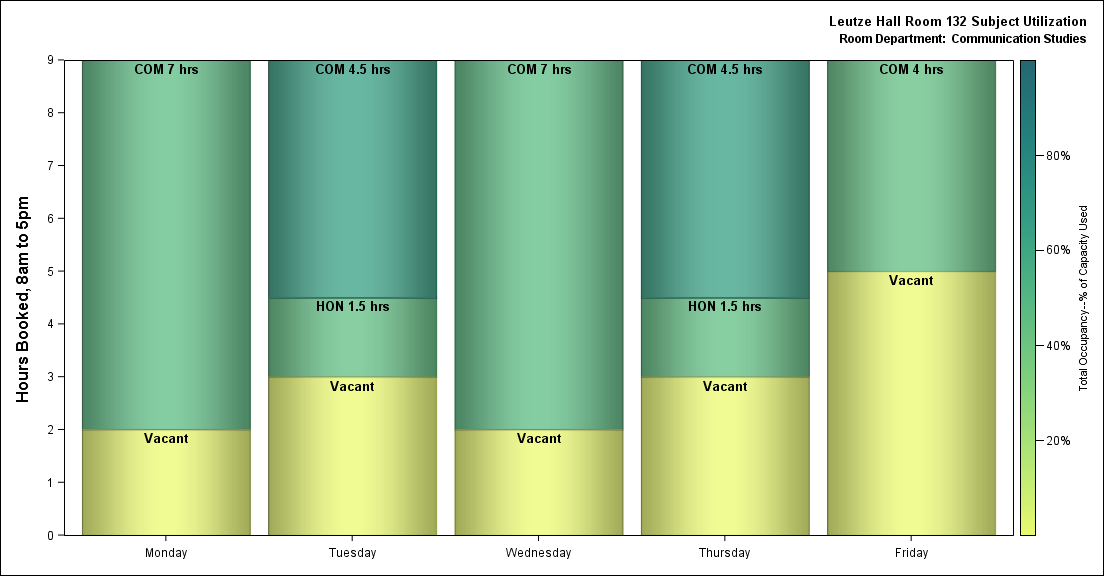 Leutze Hall Room 132 Subject Utilization
Room Department: Communication Studies
Hours Booked, 8am to 5pm
9
8
7
6
5
4
3
2
1
0
COM 7 hrs
Vacant
COM 4.5 hrs
HON 1.5 hrs
Vacant
COM 7 hrs
Vacant
COM 4.5 hrs
HON 1.5 hrs
Vacant
COM 4 hrs
Vacant
Monday
Tuesday
Wednesday
Thursday
Friday
80%
60%
40%
20%
Total Occupancy--% of Capacity Used